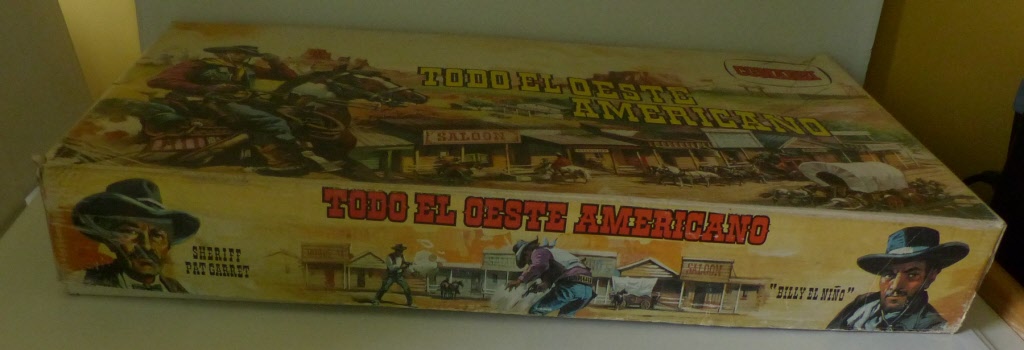 TODO EL OESTE
AMERICANO
SALOON
TODO EL OESTE AMERICANO
SHERIFF
PAT GARRET
SALOON
"BILLY EL NIÑO"